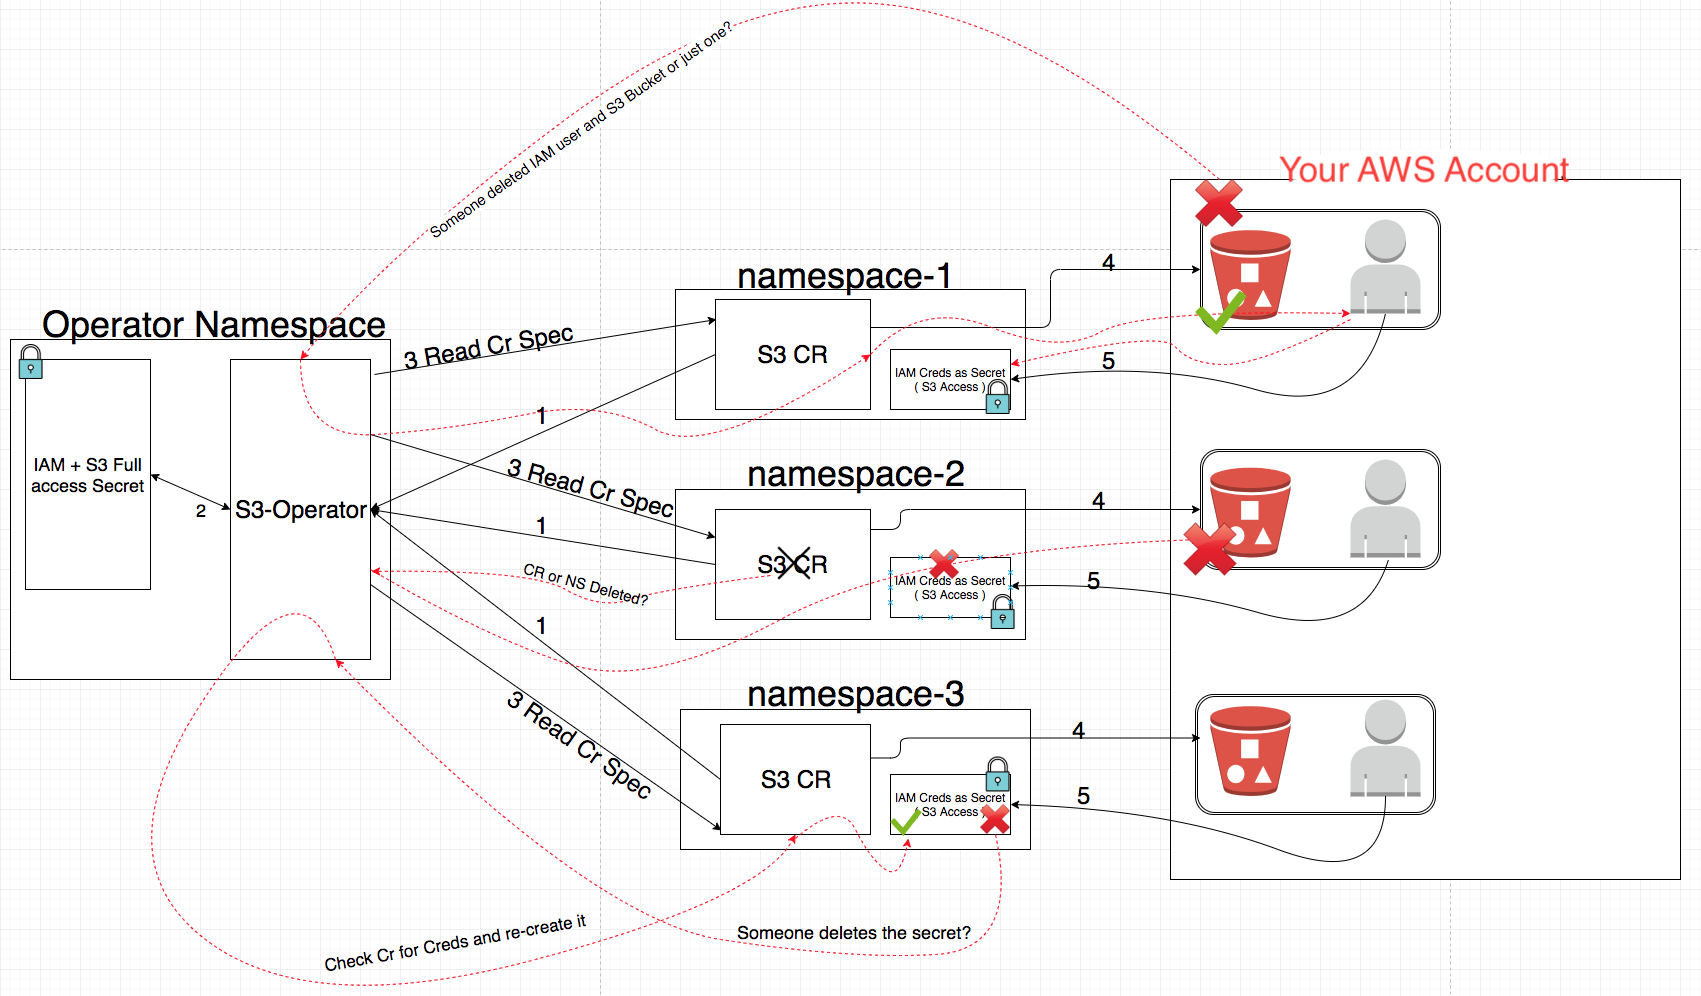 Someone deleted IAM user and S3 Bucket or just one?
Your AWS Account
Operator Namespace
IAM + S3 Full
access Secret
2
S3-Operator
3 Read Cr Spec
1
3 Read Cr Spec
1
CR or NS Deleted?
1
3 Read Cr Spec
namespace-1
S3 CR
IAM Creds as Secret
( S3 Access )
4
5
namespace-2
S3 CR
IAM Creds as Secret
( S3 Access )
4
5
namespace-3
S3 CR
IAM Creds as Secret
S3 Access
4
5
Someone deletes the secret?
Check Cr for Creds and re-create it